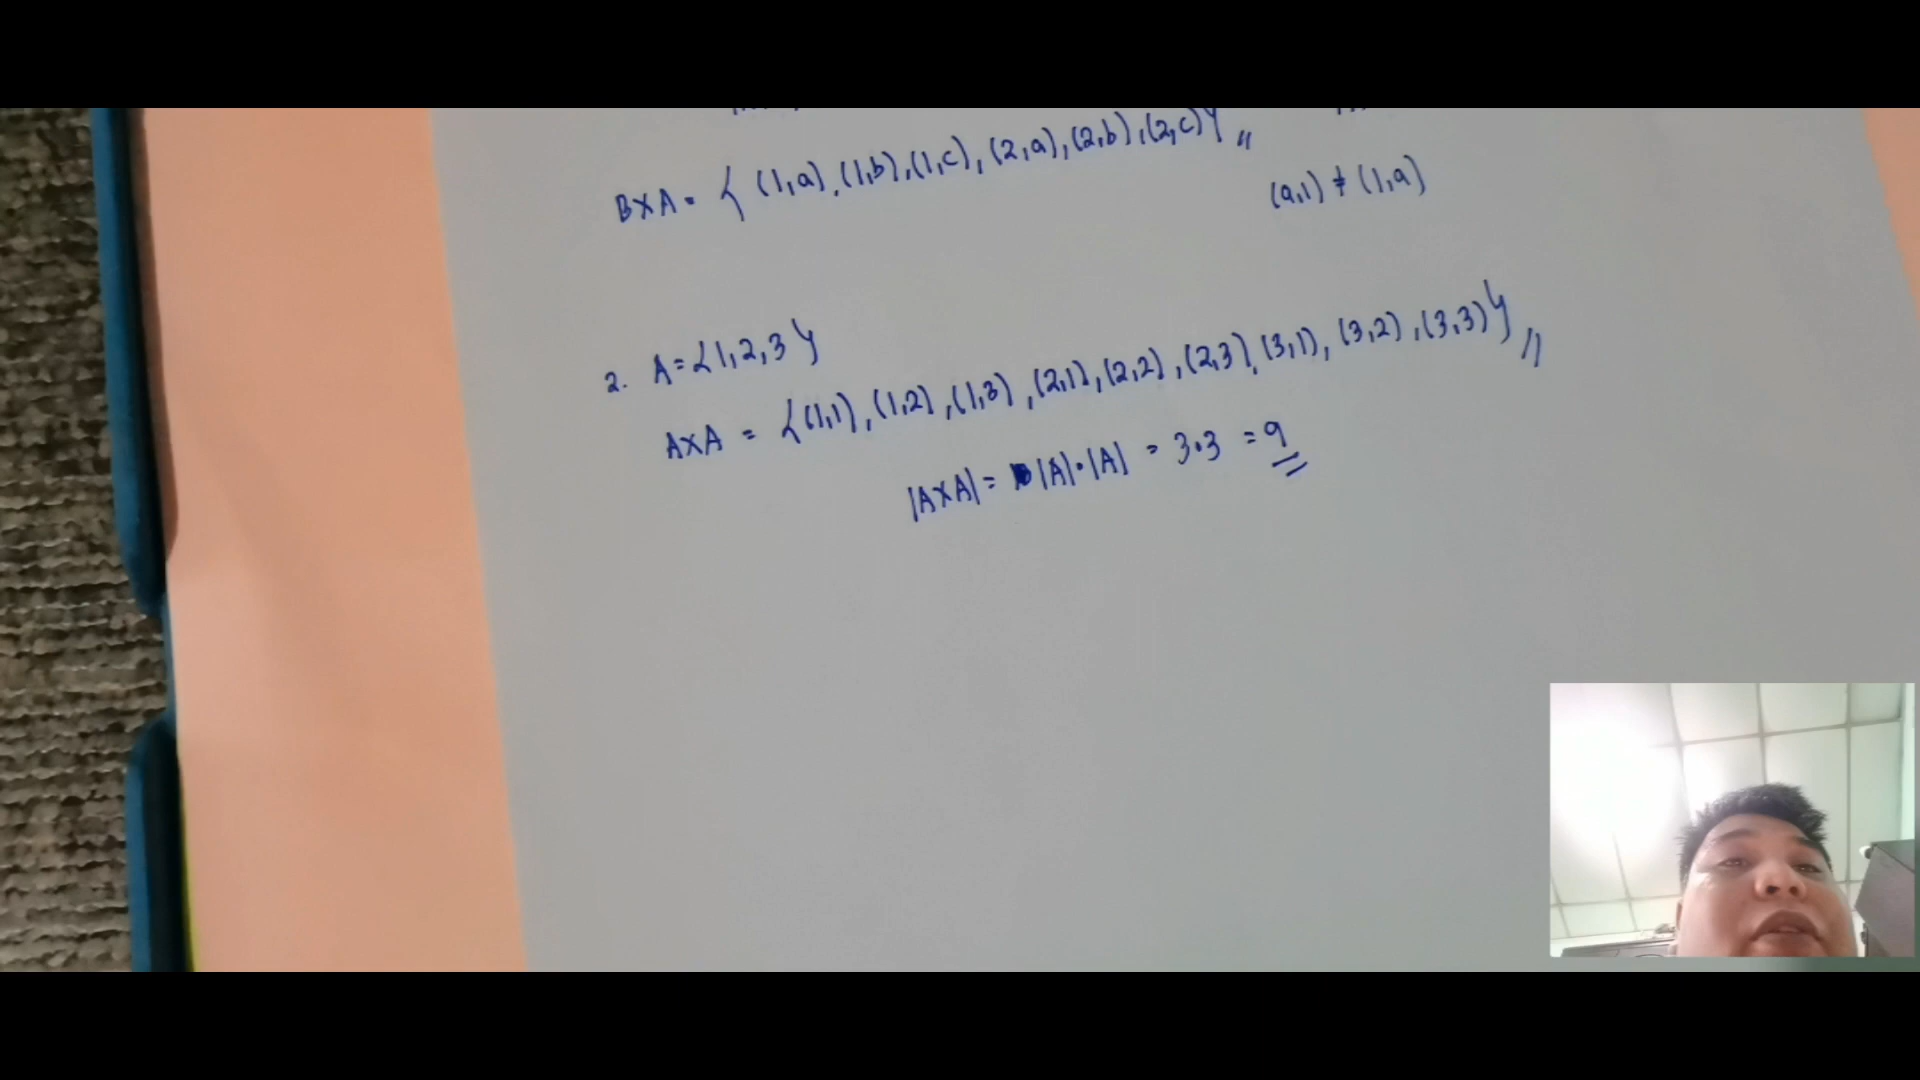 B×A = { (1,a), (1,b), (1,c), (2,a), (2,b), (2,c) } //
(a,1) ≠ (1,a)
2. A = {1,2,3}
A×A = {(1,1), (1,2), (1,3), (2,1), (2,2), (2,3), (3,1), (3,2), (3,3)} //
|A×A| = |A|·|A| = 3·3 = 9